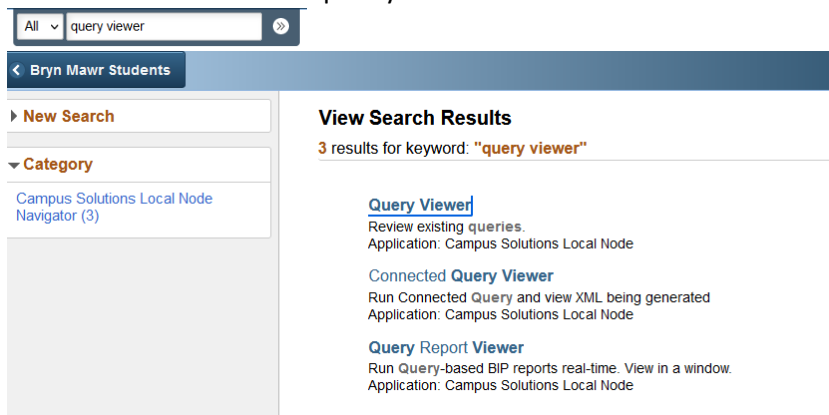 All query viewer
Bryn Mawr Students
New Search
Category
Campus Solutions Local Node
Navigator (3)
View Search Results
3 results for keyword: "query viewer"
Query Viewer
Review existing queries.
Application: Campus Solutions Local Node
Connected Query Viewer
Run Connected Query and view XML being generated
Application: Campus Solutions Local Node
Query Report Viewer
Run Query-based BIP reports real-time. View in a window.
Application: Campus Solutions Local Node